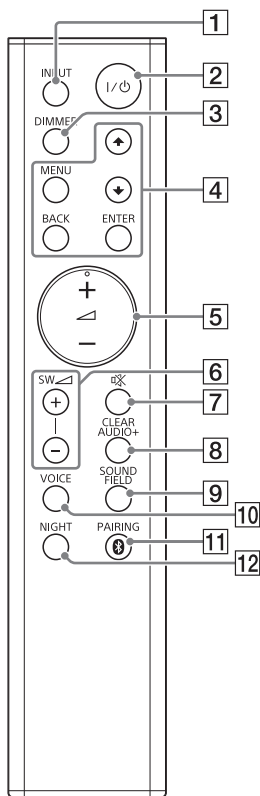 1
INPUT
2
DIMMER
3
MENU
4
BACK
ENTER
+
5
−
SW
6
+
7
−
CLEAR
AUDIO+
8
VOICE
SOUND
FIELD
9
10
NIGHT
PAIRING
11
12